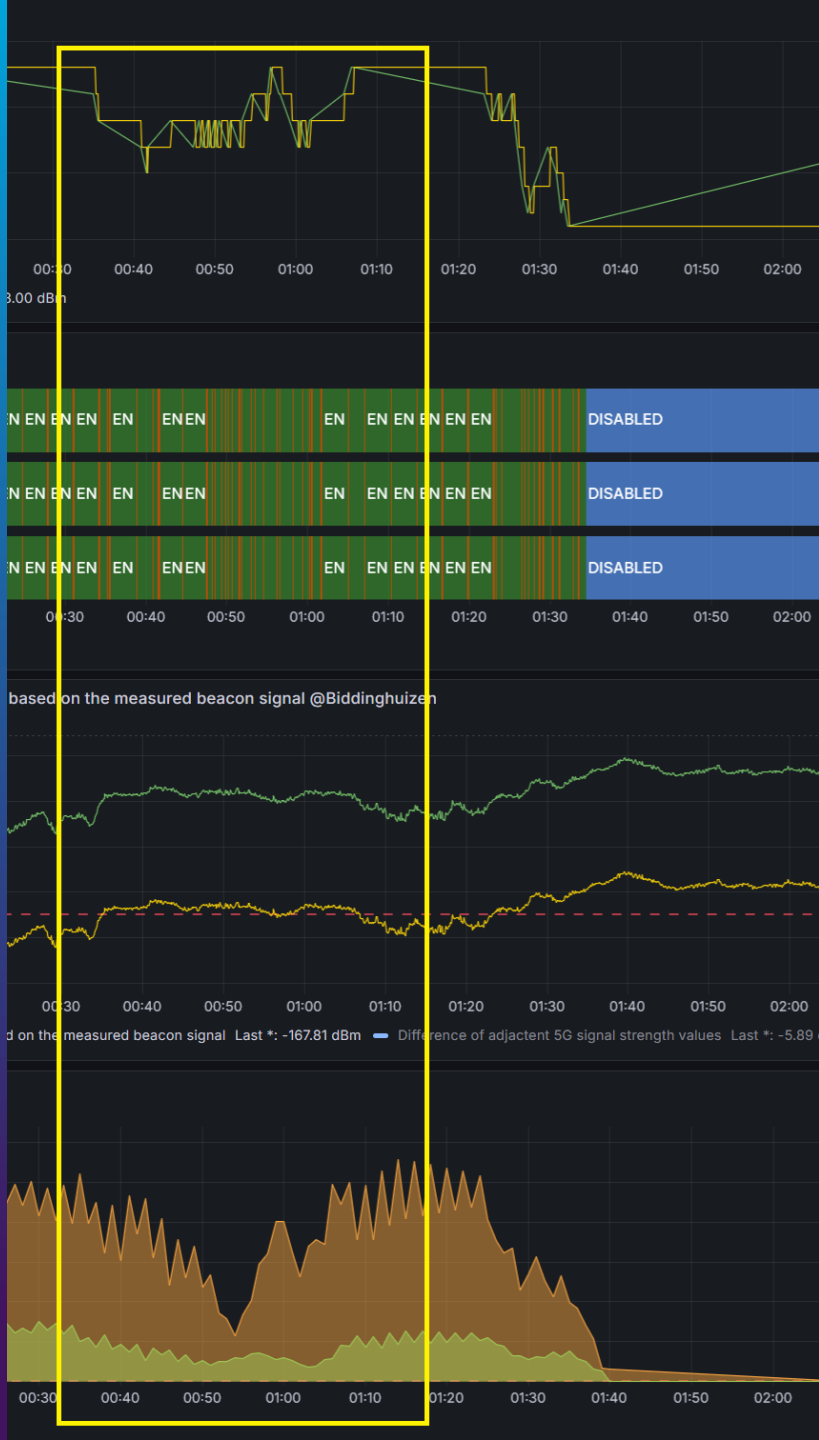 00:30 00:40 00:50 01:00 01:10 01:20 01:30 01:40 01:50 02:00
3.00 dBm
EN EN EN EN EN EN EN EN EN EN EN EN EN EN DISABLED
EN EN EN EN EN EN EN EN EN EN EN EN EN EN DISABLED
EN EN EN EN EN EN EN EN EN EN EN EN EN EN DISABLED
00:30 00:40 00:50 01:00 01:10 01:20 01:30 01:40 01:50 02:00
based on the measured beacon signal @Biddinghuizen
00:30 00:40 00:50 01:00 01:10 01:20 01:30 01:40 01:50 02:00
d on the measured beacon signal Last *: -167.81 dBm Difference of adjactent 5G signal strength values Last *: -5.89
00:30 00:40 00:50 01:00 01:10 01:20 01:30 01:40 01:50 02:00